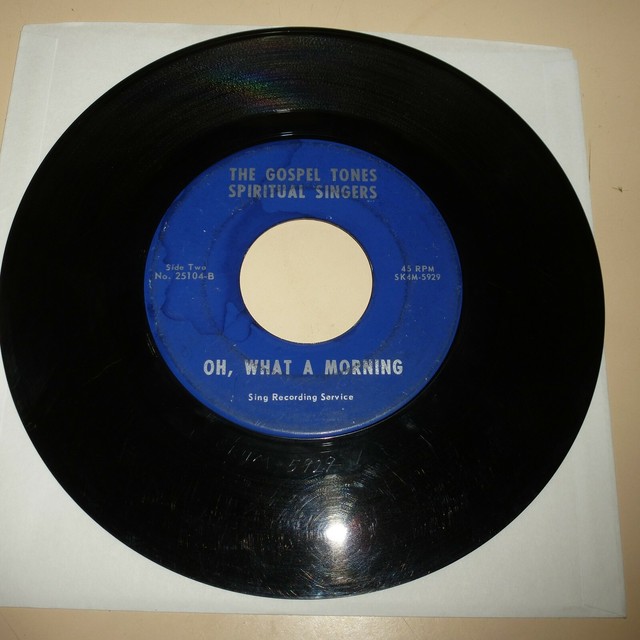 THE GOSPEL TONES
SPIRITUAL SINGERS
Side Two
No. 25104-B
45 RPM
SK4M-5929
OH, WHAT A MORNING
Sing Recording Service